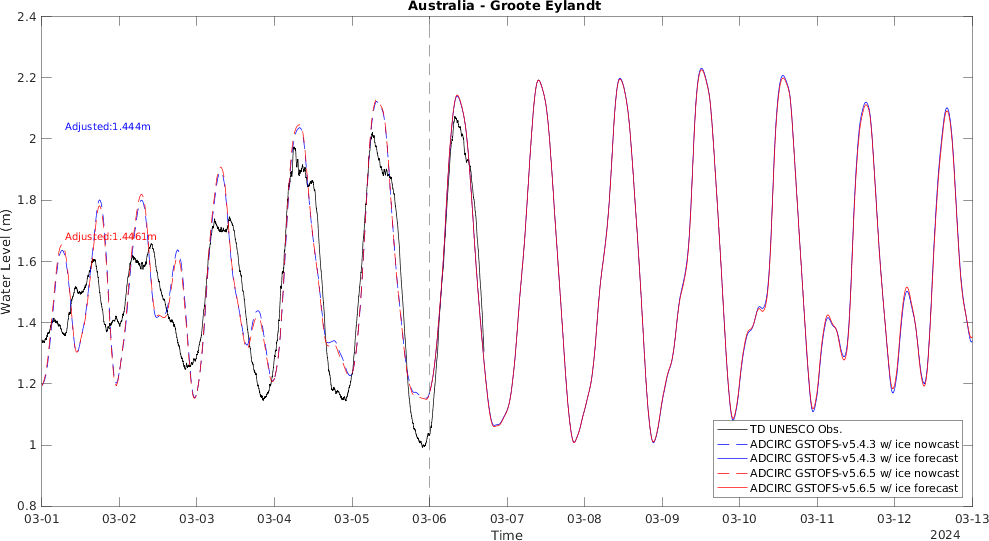 Australia - Groote Eylandt
2.4
2.2
2
1.8
1.6
1.4
1.2
1
0.8
Water Level (m)
Adjusted:1.444m
Adjusted:1.4461m
TD UNESCO Obs.
ADCIRC GSTOFS-v5.4.3 w/ ice nowcast
ADCIRC GSTOFS-v5.4.3 w/ ice forecast
ADCIRC GSTOFS-v5.6.5 w/ ice nowcast
ADCIRC GSTOFS-v5.6.5 w/ ice forecast
03-01 03-02 03-03 03-04 03-05 03-06 03-07 03-08 03-09 03-10 03-11 03-12 03-13
Time
2024